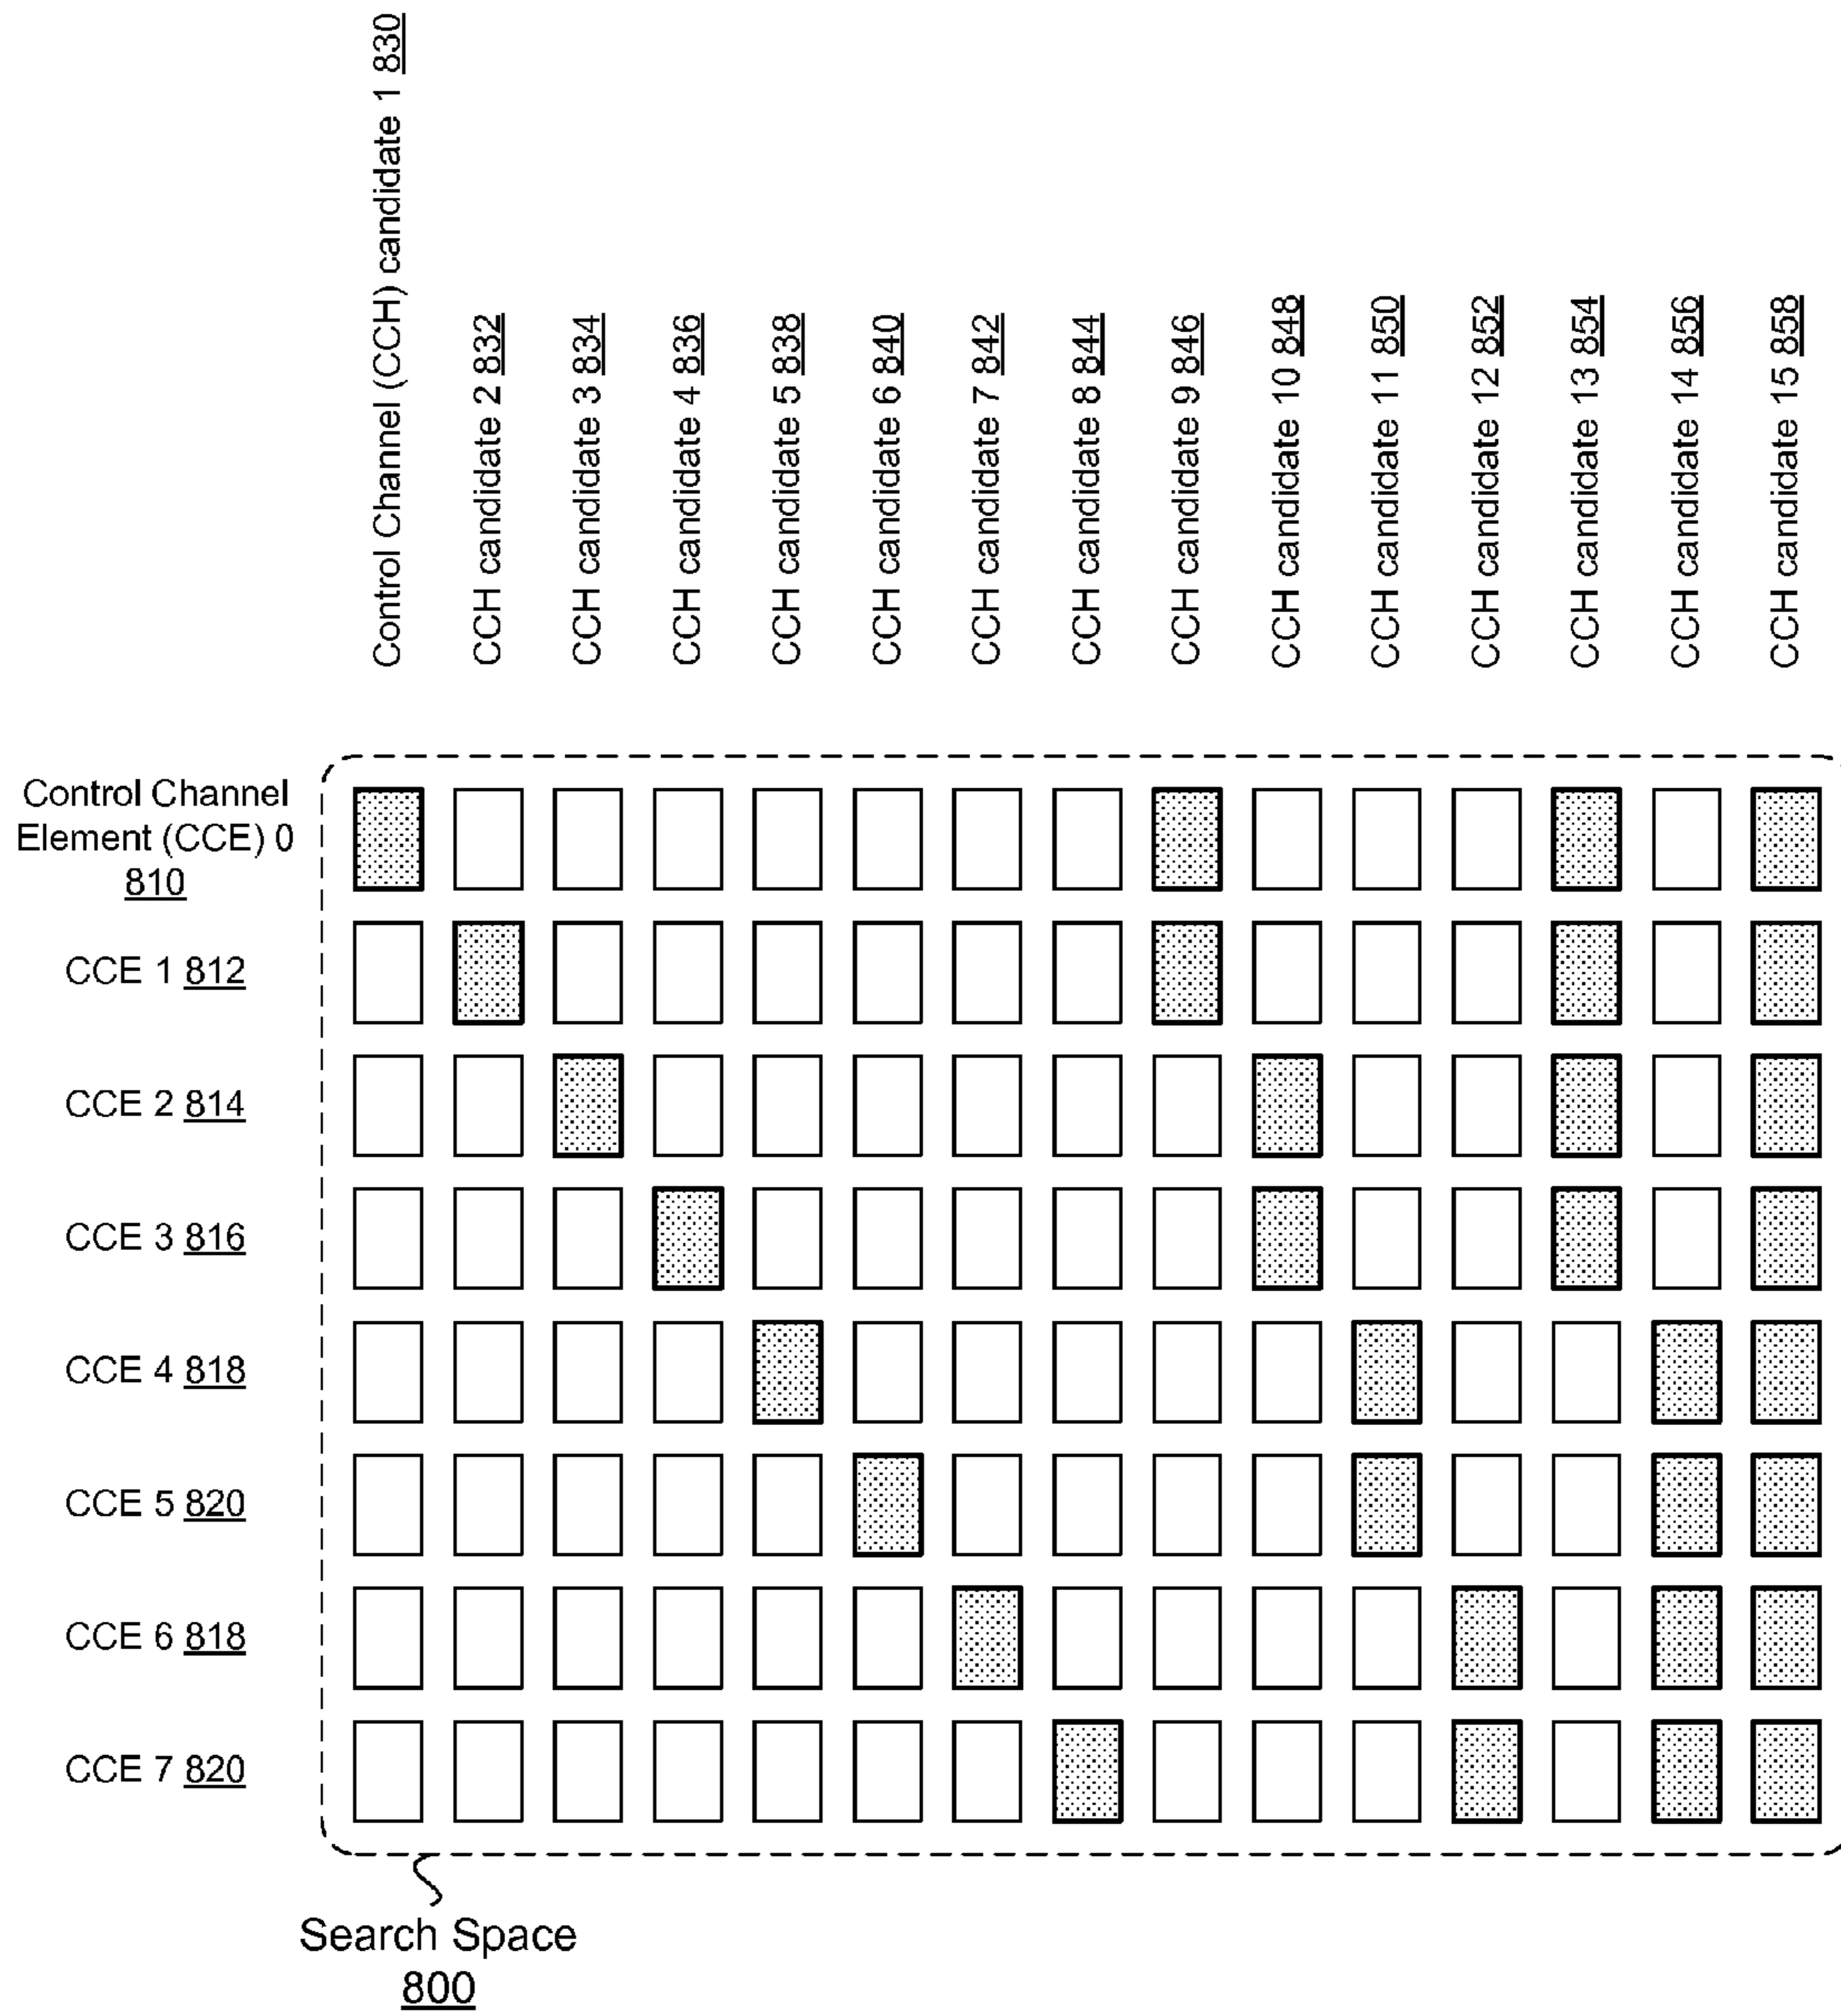 Control Channel (CCH) candidate 1 830
CCH candidate 2 832
CCH candidate 3 834
CCH candidate 4 836
CCH candidate 5 838
CCH candidate 6 840
CCH candidate 7 842
CCH candidate 8 844
CCH candidate 9 846
CCH candidate 10 848
CCH candidate 11 850
CCH candidate 12 852
CCH candidate 13 854
CCH candidate 14 856
CCH candidate 15 858
Control Channel
Element (CCE) 0
810
CCE 1 812
CCE 2 814
CCE 3 816
CCE 4 818
CCE 5 820
CCE 6 818
CCE 7 820
Search Space
800